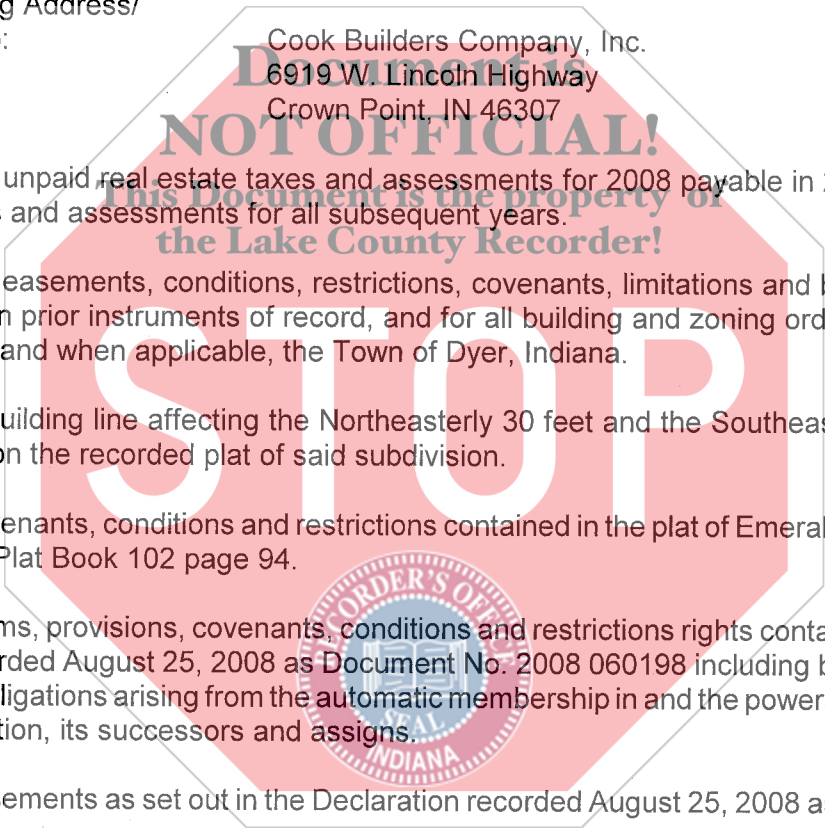 g Address/
: Cook Builders Company, Inc.
Document is
6919 W. Lincoln Highway
Crown Point, IN 46307
NOT OFFICIAL!
unpaid real estate taxes and assessments for 2008 payable in
This Document is the property of
and assessments for all subsequent years.
the Lake County Recorder!
easements, conditions, restrictions, covenants, limitations and
n prior instruments of record, and for all building and zoning ord
and when applicable, the Town of Dyer, Indiana.
STOP
uilding line affecting the Northeasterly 30 feet and the Southeas
on the recorded plat of said subdivision.
enants, conditions and restrictions contained in the plat of Emeral
Plat Book 102 page 94.
RECORDER'S OFFICE
ms, provisions, covenants, conditions and restrictions rights conta
rded August 25, 2008 as Document No. 2008 060198 including b
ligations arising from the automatic membership in and the power
SEAL
tion, its successors and assigns.
INDIANA
sements as set out in the Declaration recorded August 25, 2008 a